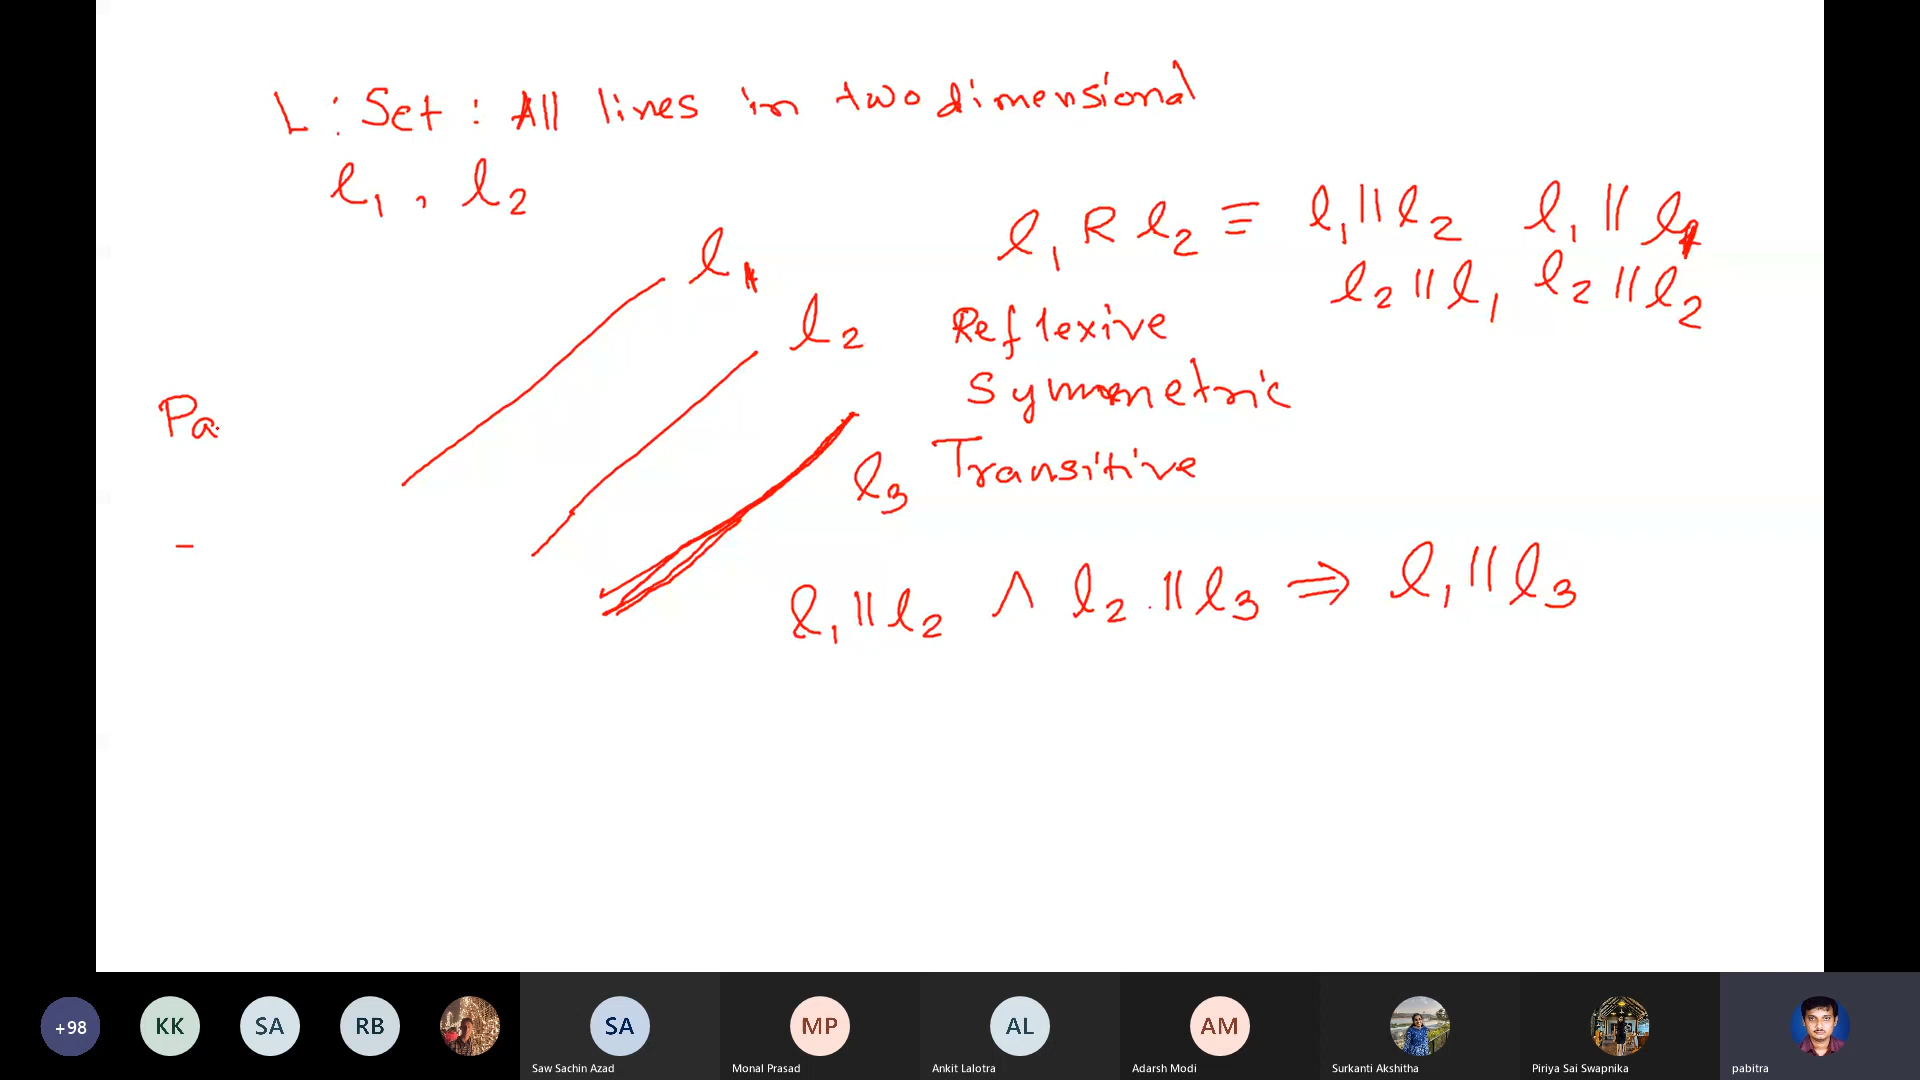 L : Set : All lines in two dimensional
l1 , l2
l1 R l2 ≡ l1 || l2 l1 || l1
l2 || l1 l2 || l2
l1
l2
Reflexive
Symmetric
Pa
l3
Transitive
-
l1 || l2 ∧ l2 . || l3 ⇒ l1 || l3
+98 KK SA RB SA MP AL AM
Saw Sachin Azad Monal Prasad Ankit Lalotra Adarsh Modi Surkanti Akshitha Piriya Sai Swapnika pabitra